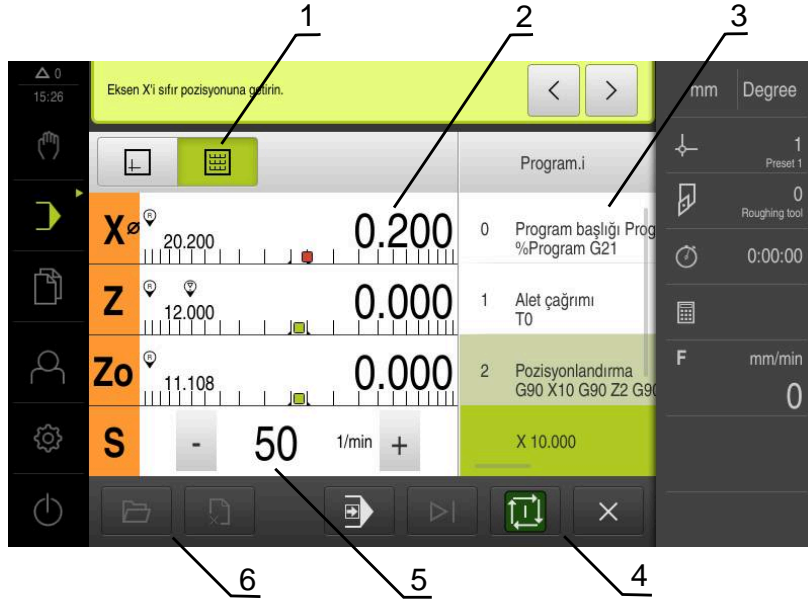 1
2
3
0
15:26
Eksen X'i sıfır pozisyonuna getirin.
< >
mm Degree
Program.i
1
Preset 1
X⌀ R 20.200 0.200
0 Program başlığı Prog
%Program G21
0
Roughing tool
0:00:00
Z R 12.000 0.000
1 Alet çağrımı
T0
Zo R 11.108 0.000
2 Pozisyonlandırma
G90 X10 G90 Z2 G90
F mm/min
0
S - 50 1/min +
X 10.000
6
5
4